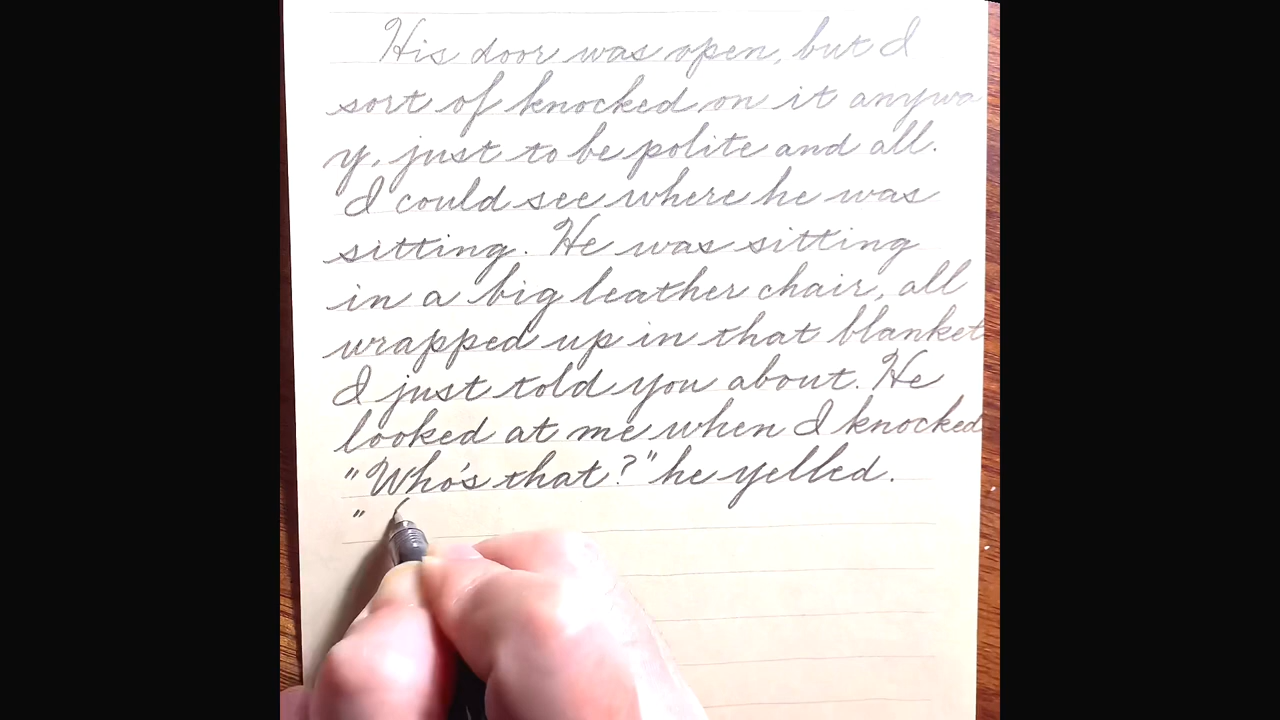 His door was open, but I
sort of knocked on it anywa
y, just to be polite and all.
I could see where he was
sitting. He was sitting
in a big leather chair, all
wrapped up in that blanket
I just told you about. He
looked at me when I knocked
"Who's that?" he yelled.
"